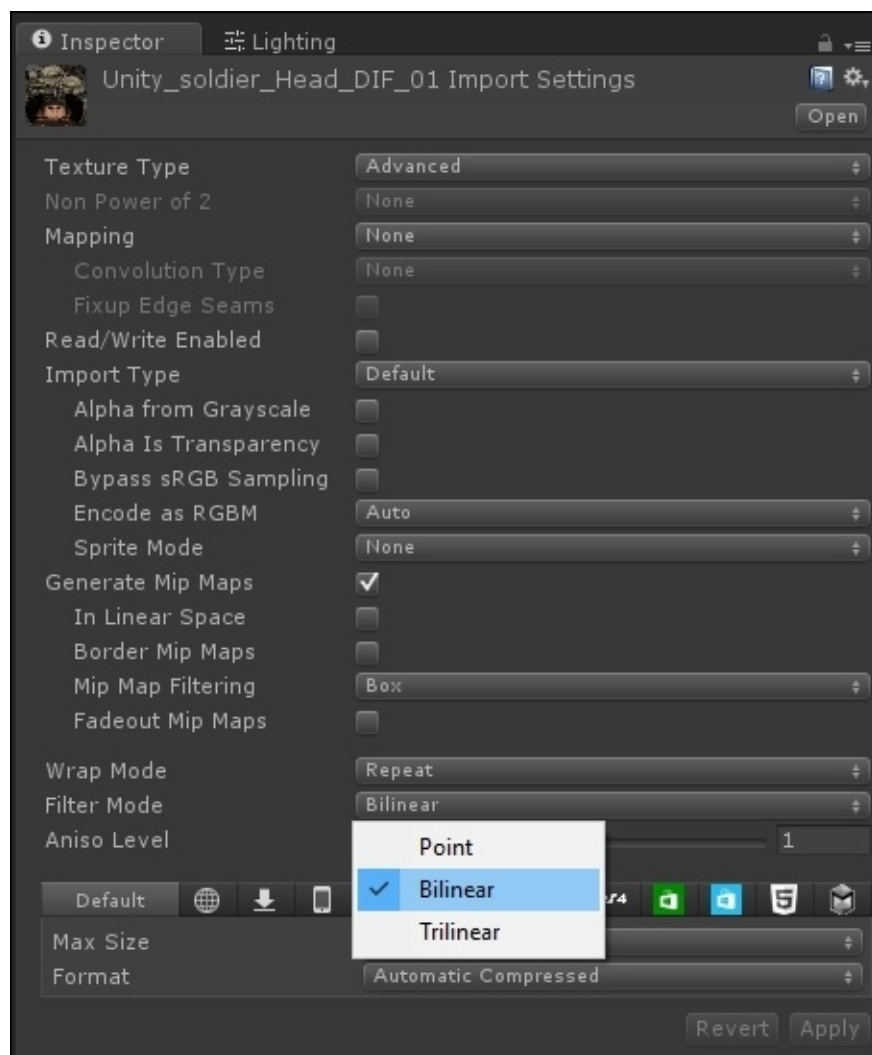 Inspector Lighting
Unity_soldier_Head_DIF_01 Import Settings
Open
Texture Type Advanced
Non Power of 2 None
Mapping None
Convolution Type None
Fixup Edge Seams
Read/Write Enabled
Import Type Default
Alpha from Grayscale
Alpha Is Transparency
Bypass sRGB Sampling
Encode as RGBM Auto
Sprite Mode None
Generate Mip Maps
In Linear Space
Border Mip Maps
Mip Map Filtering Box
Fadeout Mip Maps
Wrap Mode Repeat
Filter Mode Bilinear
Aniso Level 1
Point
Default Bilinear
Trilinear
Max Size
Format Automatic Compressed
Revert Apply